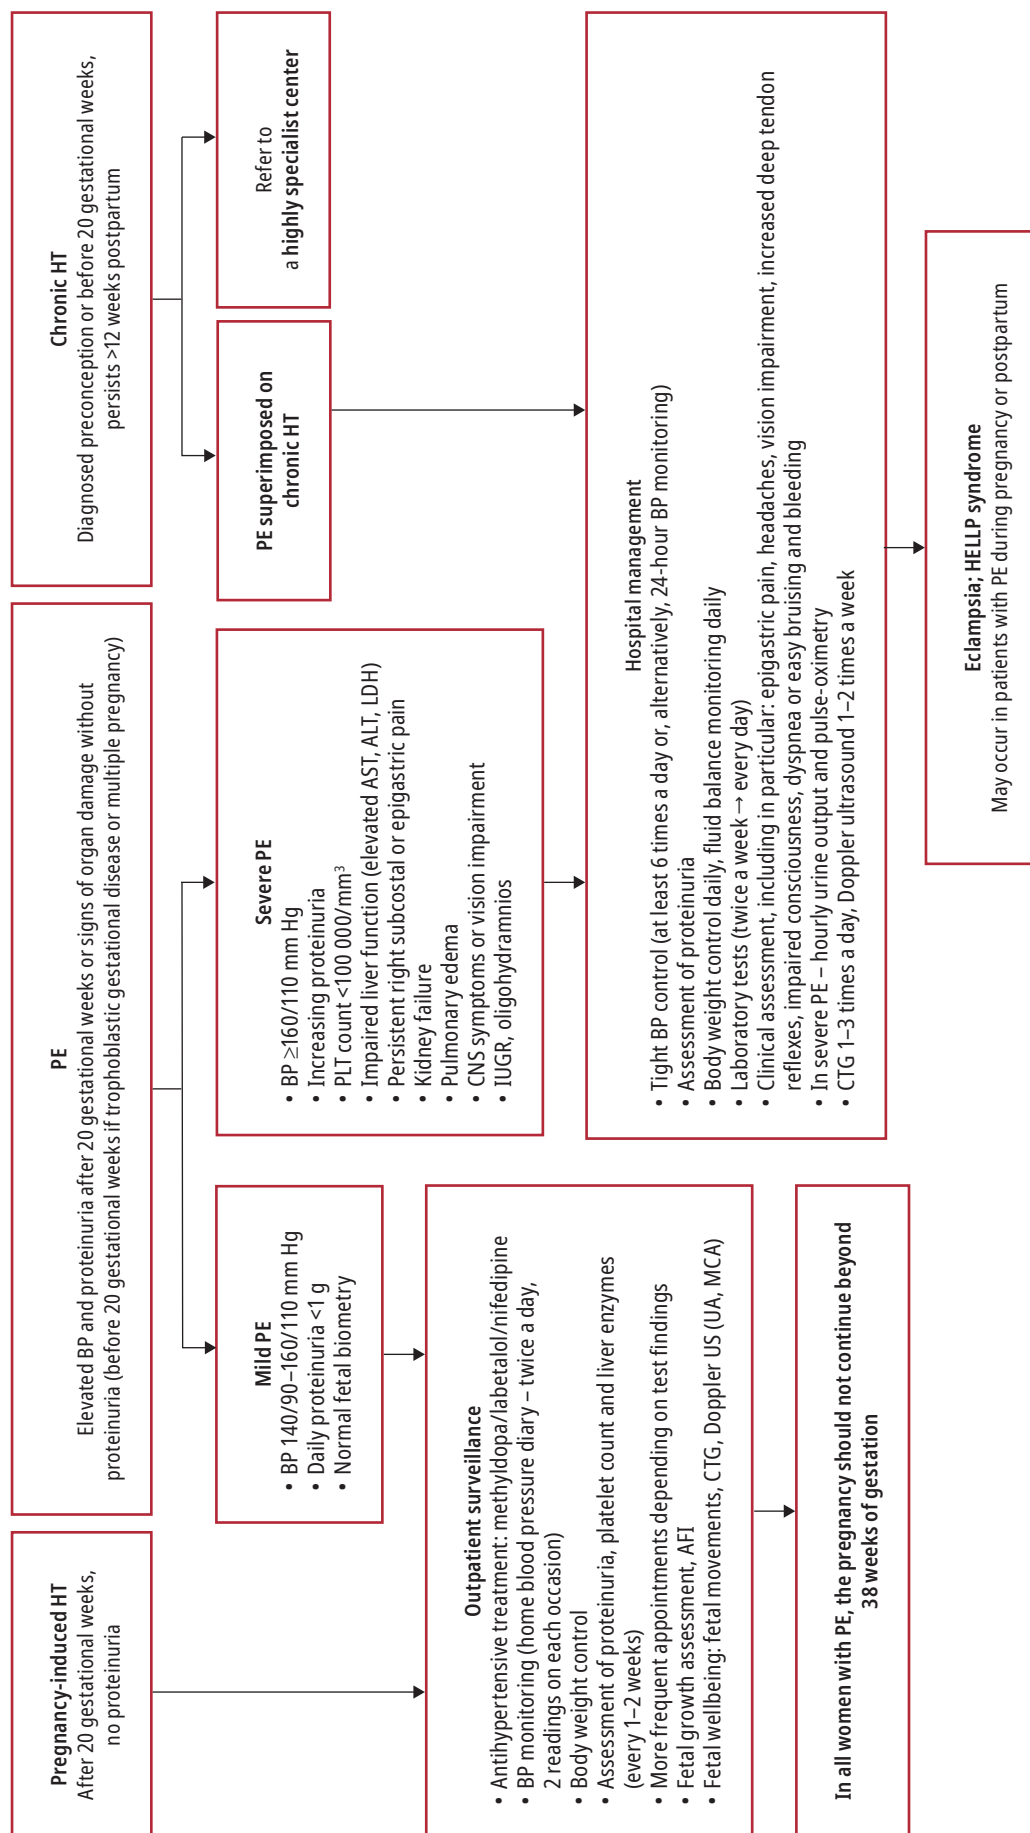 Pregnancy-induced HT
After 20 gestational weeks,
no proteinuria
PE
Elevated BP and proteinuria after 20 gestational weeks or signs of organ damage without
proteinuria (before 20 gestational weeks if trophoblastic gestational disease or multiple pregnancy)
Chronic HT
Diagnosed preconception or before 20 gestational weeks,
persists >12 weeks postpartum
Mild PE
• BP 140/90–160/110 mm Hg
• Daily proteinuria <1 g
• Normal fetal biometry
Severe PE
• BP ≥160/110 mm Hg
• Increasing proteinuria
• PLT count <100 000/mm³
• Impaired liver function (elevated AST, ALT, LDH)
• Persistent right subcostal or epigastric pain
• Kidney failure
• Pulmonary edema
• CNS symptoms or vision impairment
• IUGR, oligohydramnios
PE superimposed on
chronic HT
Refer to
a highly specialist center
Outpatient surveillance
• Antihypertensive treatment: methyldopa/labetalol/nifedipine
• BP monitoring (home blood pressure diary – twice a day,
2 readings on each occasion)
• Body weight control
• Assessment of proteinuria, platelet count and liver enzymes
(every 1–2 weeks)
• More frequent appointments depending on test findings
• Fetal growth assessment, AFI
• Fetal wellbeing: fetal movements, CTG, Doppler US (UA, MCA)
Hospital management
• Tight BP control (at least 6 times a day or, alternatively, 24-hour BP monitoring)
• Assessment of proteinuria
• Body weight control daily, fluid balance monitoring daily
• Laboratory tests (twice a week → every day)
• Clinical assessment, including in particular: epigastric pain, headaches, vision impairment, increased deep tendon
reflexes, impaired consciousness, dyspnea or easy bruising and bleeding
• In severe PE – hourly urine output and pulse-oximetry
• CTG 1–3 times a day, Doppler ultrasound 1–2 times a week
In all women with PE, the pregnancy should not continue beyond
38 weeks of gestation
Eclampsia; HELLP syndrome
May occur in patients with PE during pregnancy or postpartum